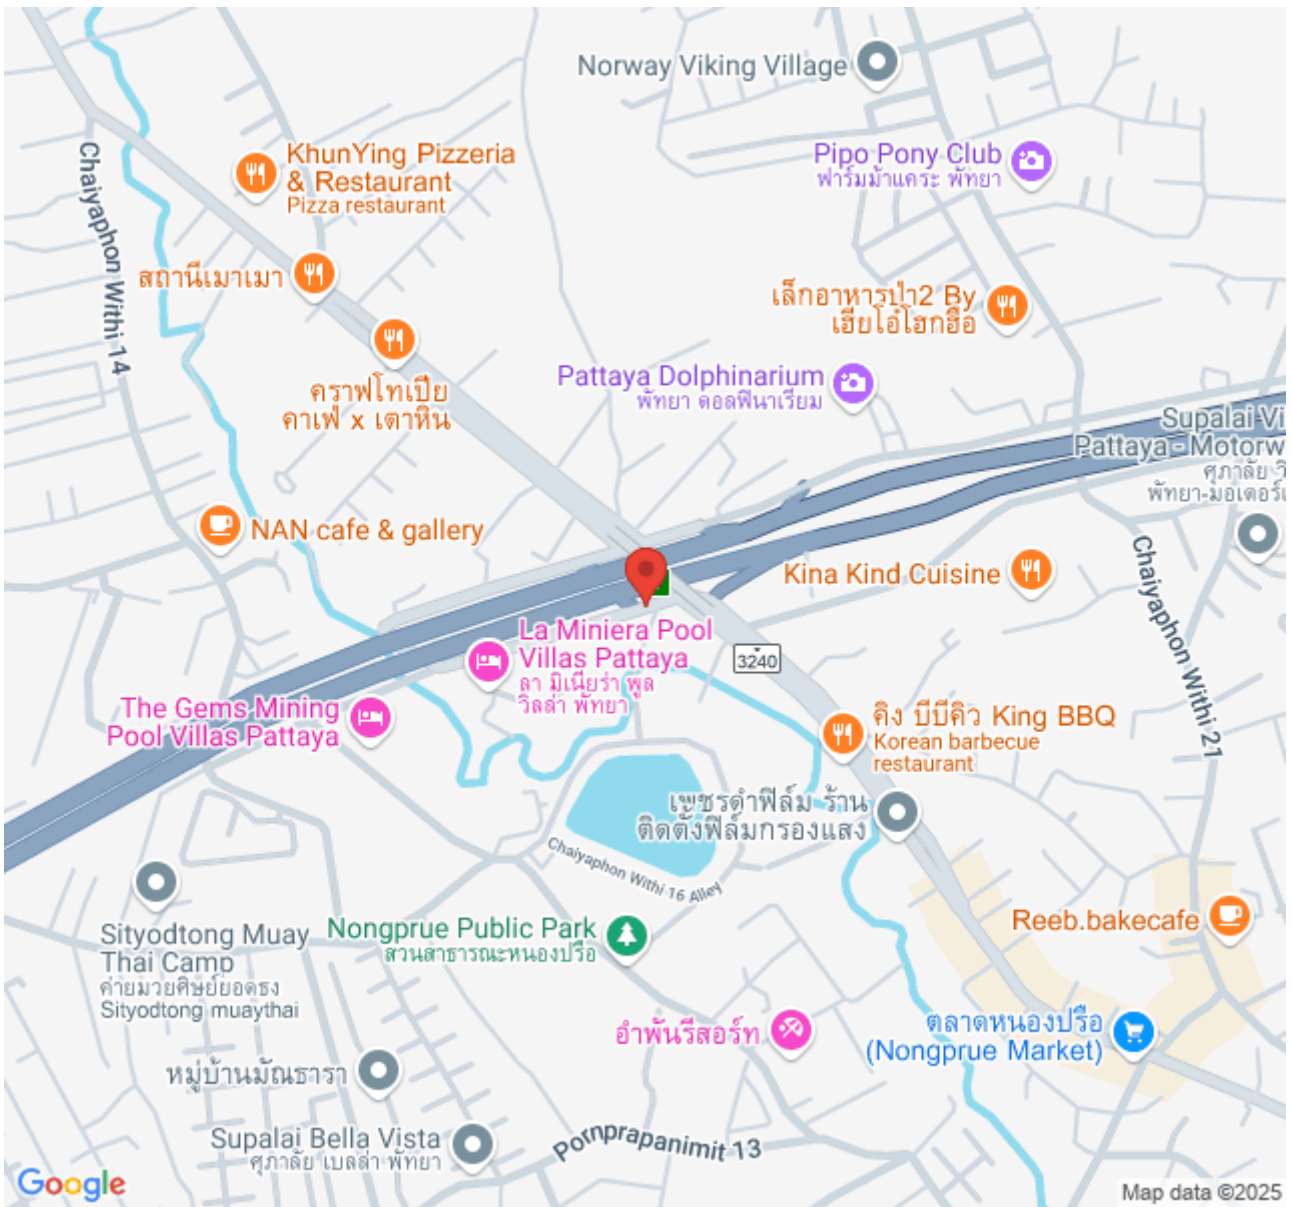 Norway Viking Village
Pipo Pony Club
ฟาร์มม้าแคระ พัทยา
KhunYing Pizzeria
& Restaurant
Pizza restaurant
Chaiyaphon Withi 14
สถานีเมาเมา
เล็กอาหารป่า2 By
เฮียโอ๋โฮกฮือ
คราฟโทเปีย
คาเฟ่ x เตาหิน
Pattaya Dolphinarium
พัทยา ดอลฟินาเรียม
Supalai Vi
Pattaya - Motorw
ศุภาลัย วิ
พัทยา-มอเตอร์เ
NAN cafe & gallery
Kina Kind Cuisine
Chaiyaphon Withi 21
La Miniera Pool
Villas Pattaya
ลา มิเนียร่า พูล
วิลล่า พัทยา
3240
The Gems Mining
Pool Villas Pattaya
คิง บีบีคิว King BBQ
Korean barbecue
restaurant
เพชรดำฟิล์ม ร้าน
ติดตั้งฟิล์มกรองแสง
Chaiyaphon Withi 16 Alley
Sityodtong Muay
Thai Camp
ค่ายมวยศิษย์ยอดธง
Sityodtong muaythai
Nongprue Public Park
สวนสาธารณะหนองปรือ
Reeb.bakecafe
อำพันรีสอร์ท
ตลาดหนองปรือ
(Nongprue Market)
หมู่บ้านมัณธารา
Supalai Bella Vista
ศุภาลัย เบลล่า พัทยา
Pornprapanimit 13
Google
Map data ©2025